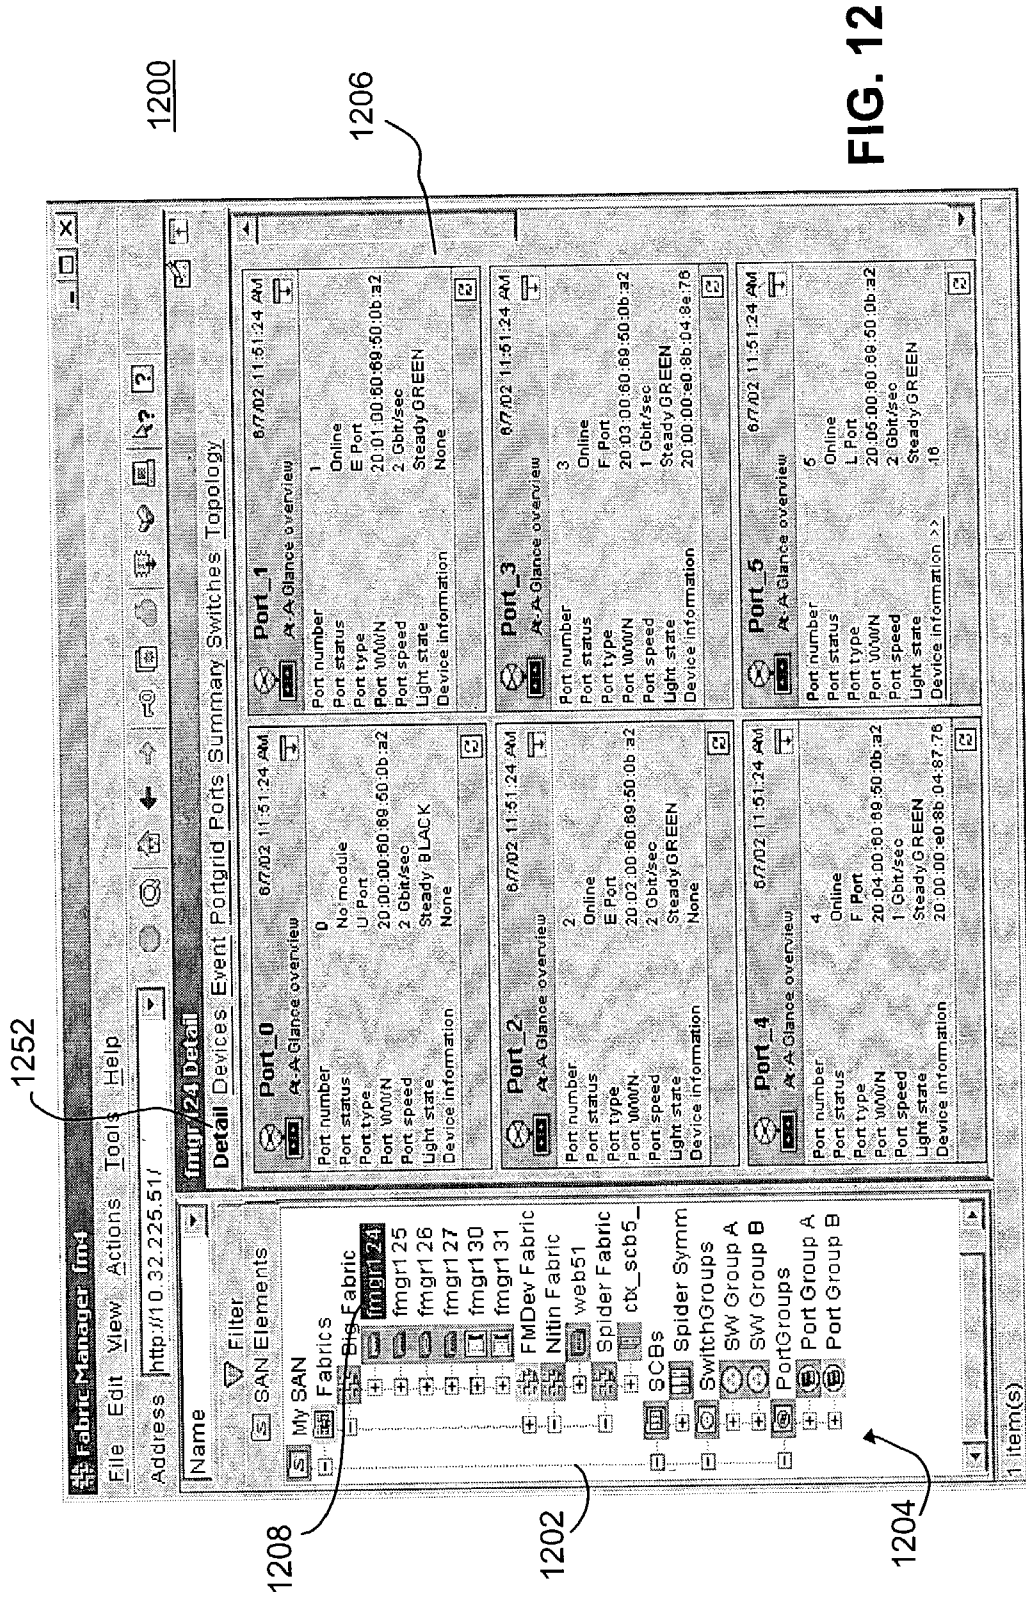 1200
FIG. 12
1252
1206
1208
1202
1204
Fabric Manager fm4
File Edit View Actions Tools Help
Address http://10.32.225.51/
Name
Filter
SAN Elements
My SAN
Fabrics
Big Fabric
fmgr124
fmgr125
fmgr126
fmgr127
fmgr130
fmgr131
FMDev Fabric
Nitin Fabric
web51
Spider Fabric
ctx_scb5_
SCBs
Spider Symm
SwitchGroups
SW Group A
SW Group B
PortGroups
Port Group A
Port Group B
1 item(s)
fmgr124 Detail
Detail Devices Event Portgrid Ports Summary Switches Topology
Port_0
At-A-Glance overview 6/7/02 11:51:24 AM
Port number 0
Port status No module
Port type U Port
Port WWN 20:00:00:60:69:50:0b:a2
Port speed 2 Gbit/sec
Light state Steady BLACK
Device information None
Port_1
At-A-Glance overview 6/7/02 11:51:24 AM
Port number 1
Port status Online
Port type E Port
Port WWN 20:01:00:60:69:50:0b:a2
Port speed 2 Gbit/sec
Light state Steady GREEN
Device information None
Port_2
At-A-Glance overview 6/7/02 11:51:24 AM
Port number 2
Port status Online
Port type E Port
Port WWN 20:02:00:60:69:50:0b:a2
Port speed 2 Gbit/sec
Light state Steady GREEN
Device information None
Port_3
At-A-Glance overview 6/7/02 11:51:24 AM
Port number 3
Port status Online
Port type F Port
Port WWN 20:03:00:60:69:50:0b:a2
Port speed 1 Gbit/sec
Light state Steady GREEN
Device information 20:00:00:e0:8b:04:8e:76
Port_4
At-A-Glance overview 6/7/02 11:51:24 AM
Port number 4
Port status Online
Port type F Port
Port WWN 20:04:00:60:69:50:0b:a2
Port speed 1 Gbit/sec
Light state Steady GREEN
Device information 20:00:00:e0:8b:04:87:76
Port_5
At-A-Glance overview 6/7/02 11:51:24 AM
Port number 5
Port status Online
Port type L Port
Port WWN 20:05:00:60:69:50:0b:a2
Port speed 2 Gbit/sec
Light state Steady GREEN
Device information >> 16